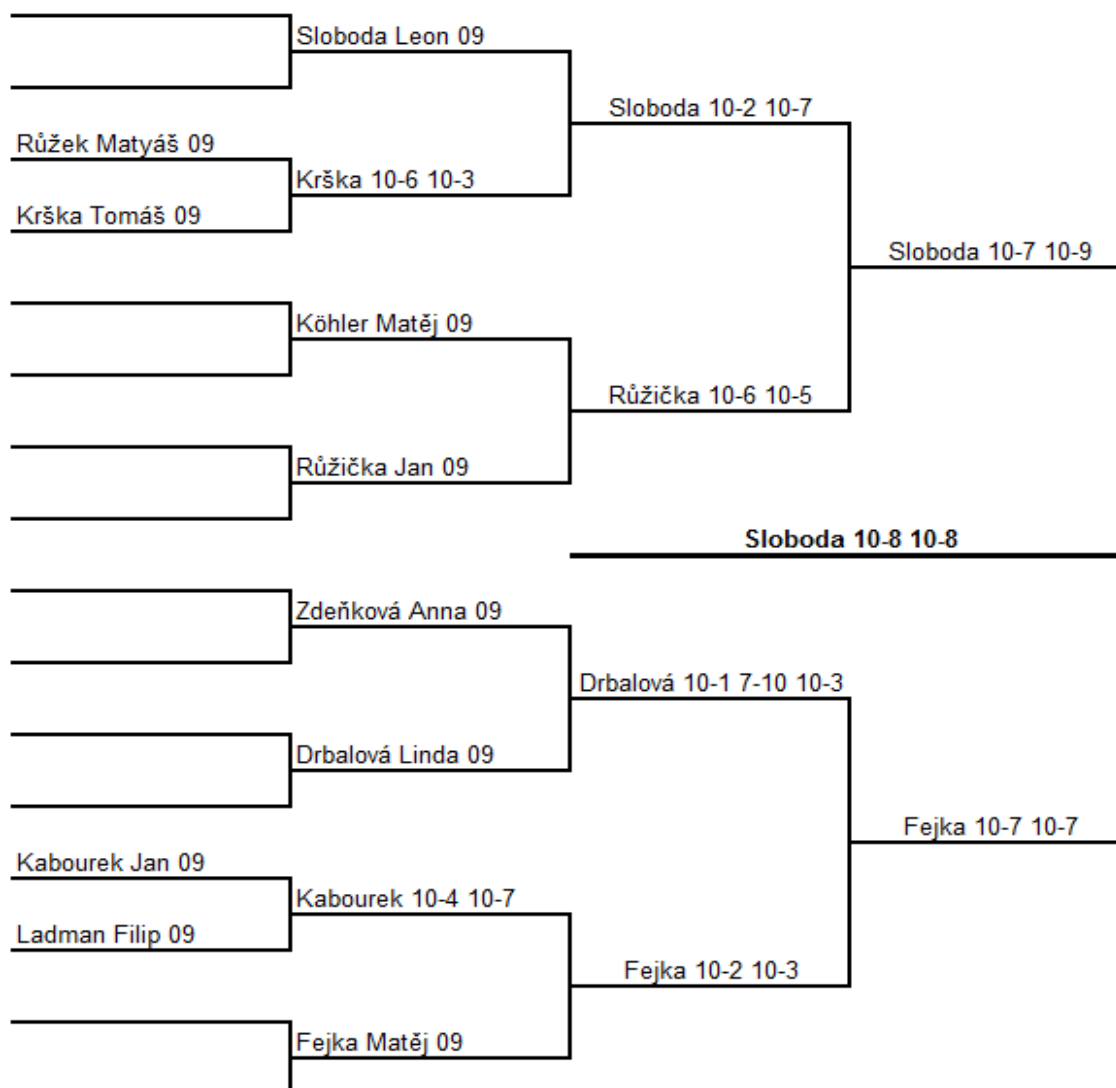 Sloboda Leon 09
Sloboda 10-2 10-7
Růžek Matyáš 09
Krška 10-6 10-3
Krška Tomáš 09
Sloboda 10-7 10-9
Köhler Matěj 09
Růžička 10-6 10-5
Růžička Jan 09
Sloboda 10-8 10-8
Zdeňková Anna 09
Drbalová 10-1 7-10 10-3
Drbalová Linda 09
Fejka 10-7 10-7
Kabourek Jan 09
Kabourek 10-4 10-7
Ladman Filip 09
Fejka 10-2 10-3
Fejka Matěj 09